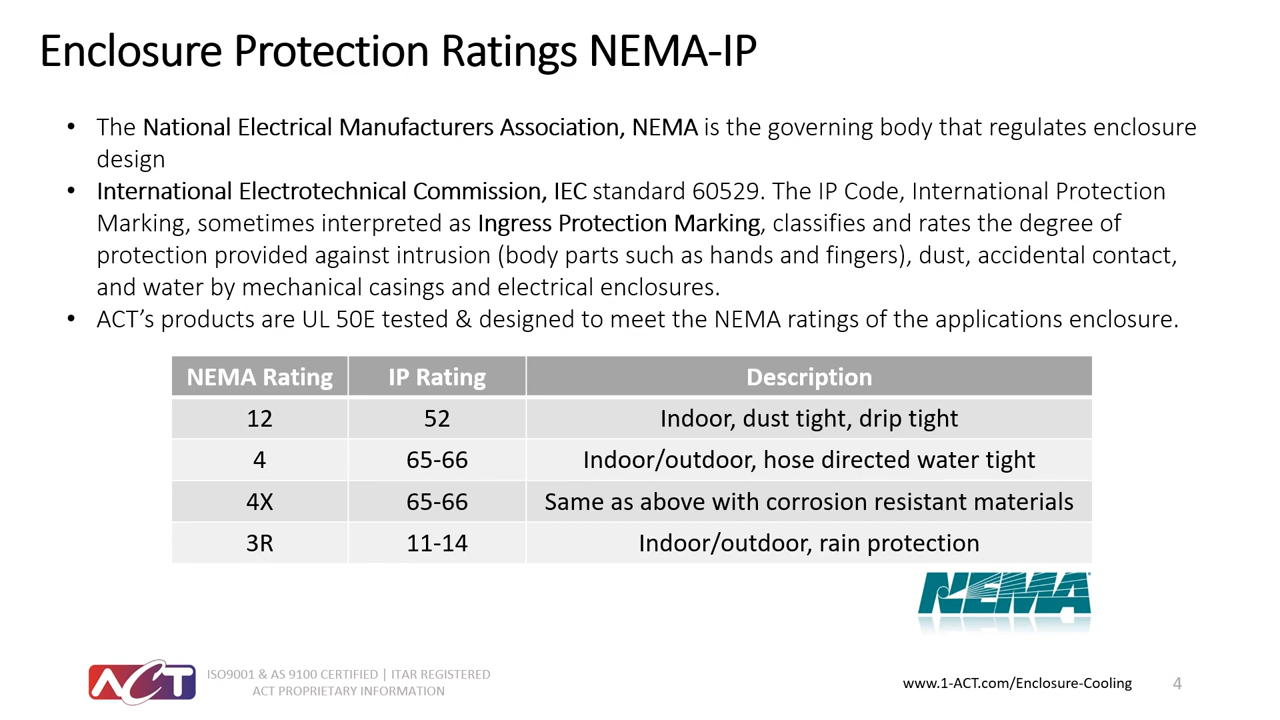 Enclosure Protection Ratings NEMA-IP
• The National Electrical Manufacturers Association, NEMA is the governing body that regulates enclosure
design
• International Electrotechnical Commission, IEC standard 60529. The IP Code, International Protection
Marking, sometimes interpreted as Ingress Protection Marking, classifies and rates the degree of
protection provided against intrusion (body parts such as hands and fingers), dust, accidental contact,
and water by mechanical casings and electrical enclosures.
• ACT’s products are UL 50E tested & designed to meet the NEMA ratings of the applications enclosure.
NEMA Rating IP Rating Description
12 52 Indoor, dust tight, drip tight
4 65-66 Indoor/outdoor, hose directed water tight
4X 65-66 Same as above with corrosion resistant materials
3R 11-14 Indoor/outdoor, rain protection
NEMA
ACT
ISO9001 & AS 9100 CERTIFIED | ITAR REGISTERED
ACT PROPRIETARY INFORMATION
www.1-ACT.com/Enclosure-Cooling
4